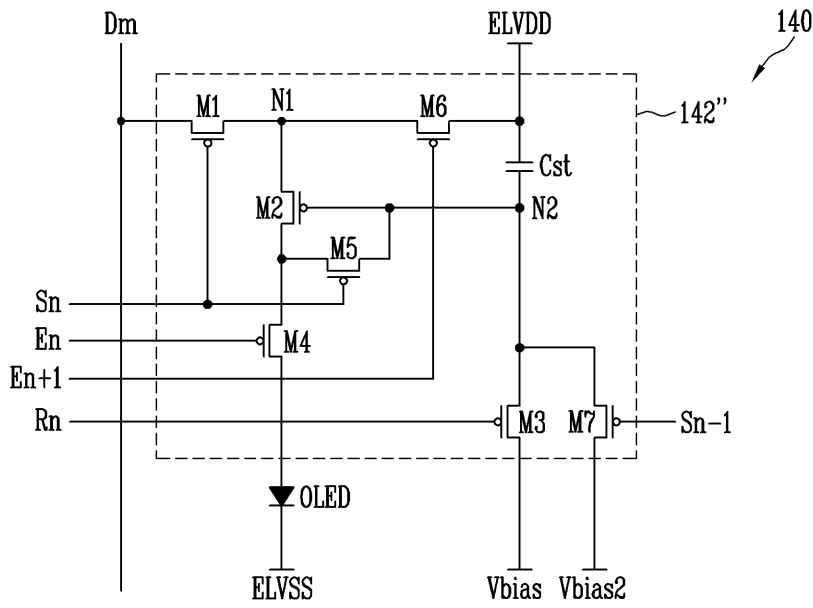 Dm
ELVDD
140
M1
N1
M6
142"
Cst
M2
N2
M5
Sn
En
M4
En+1
Rn
M3
M7
Sn-1
OLED
ELVSS
Vbias
Vbias2